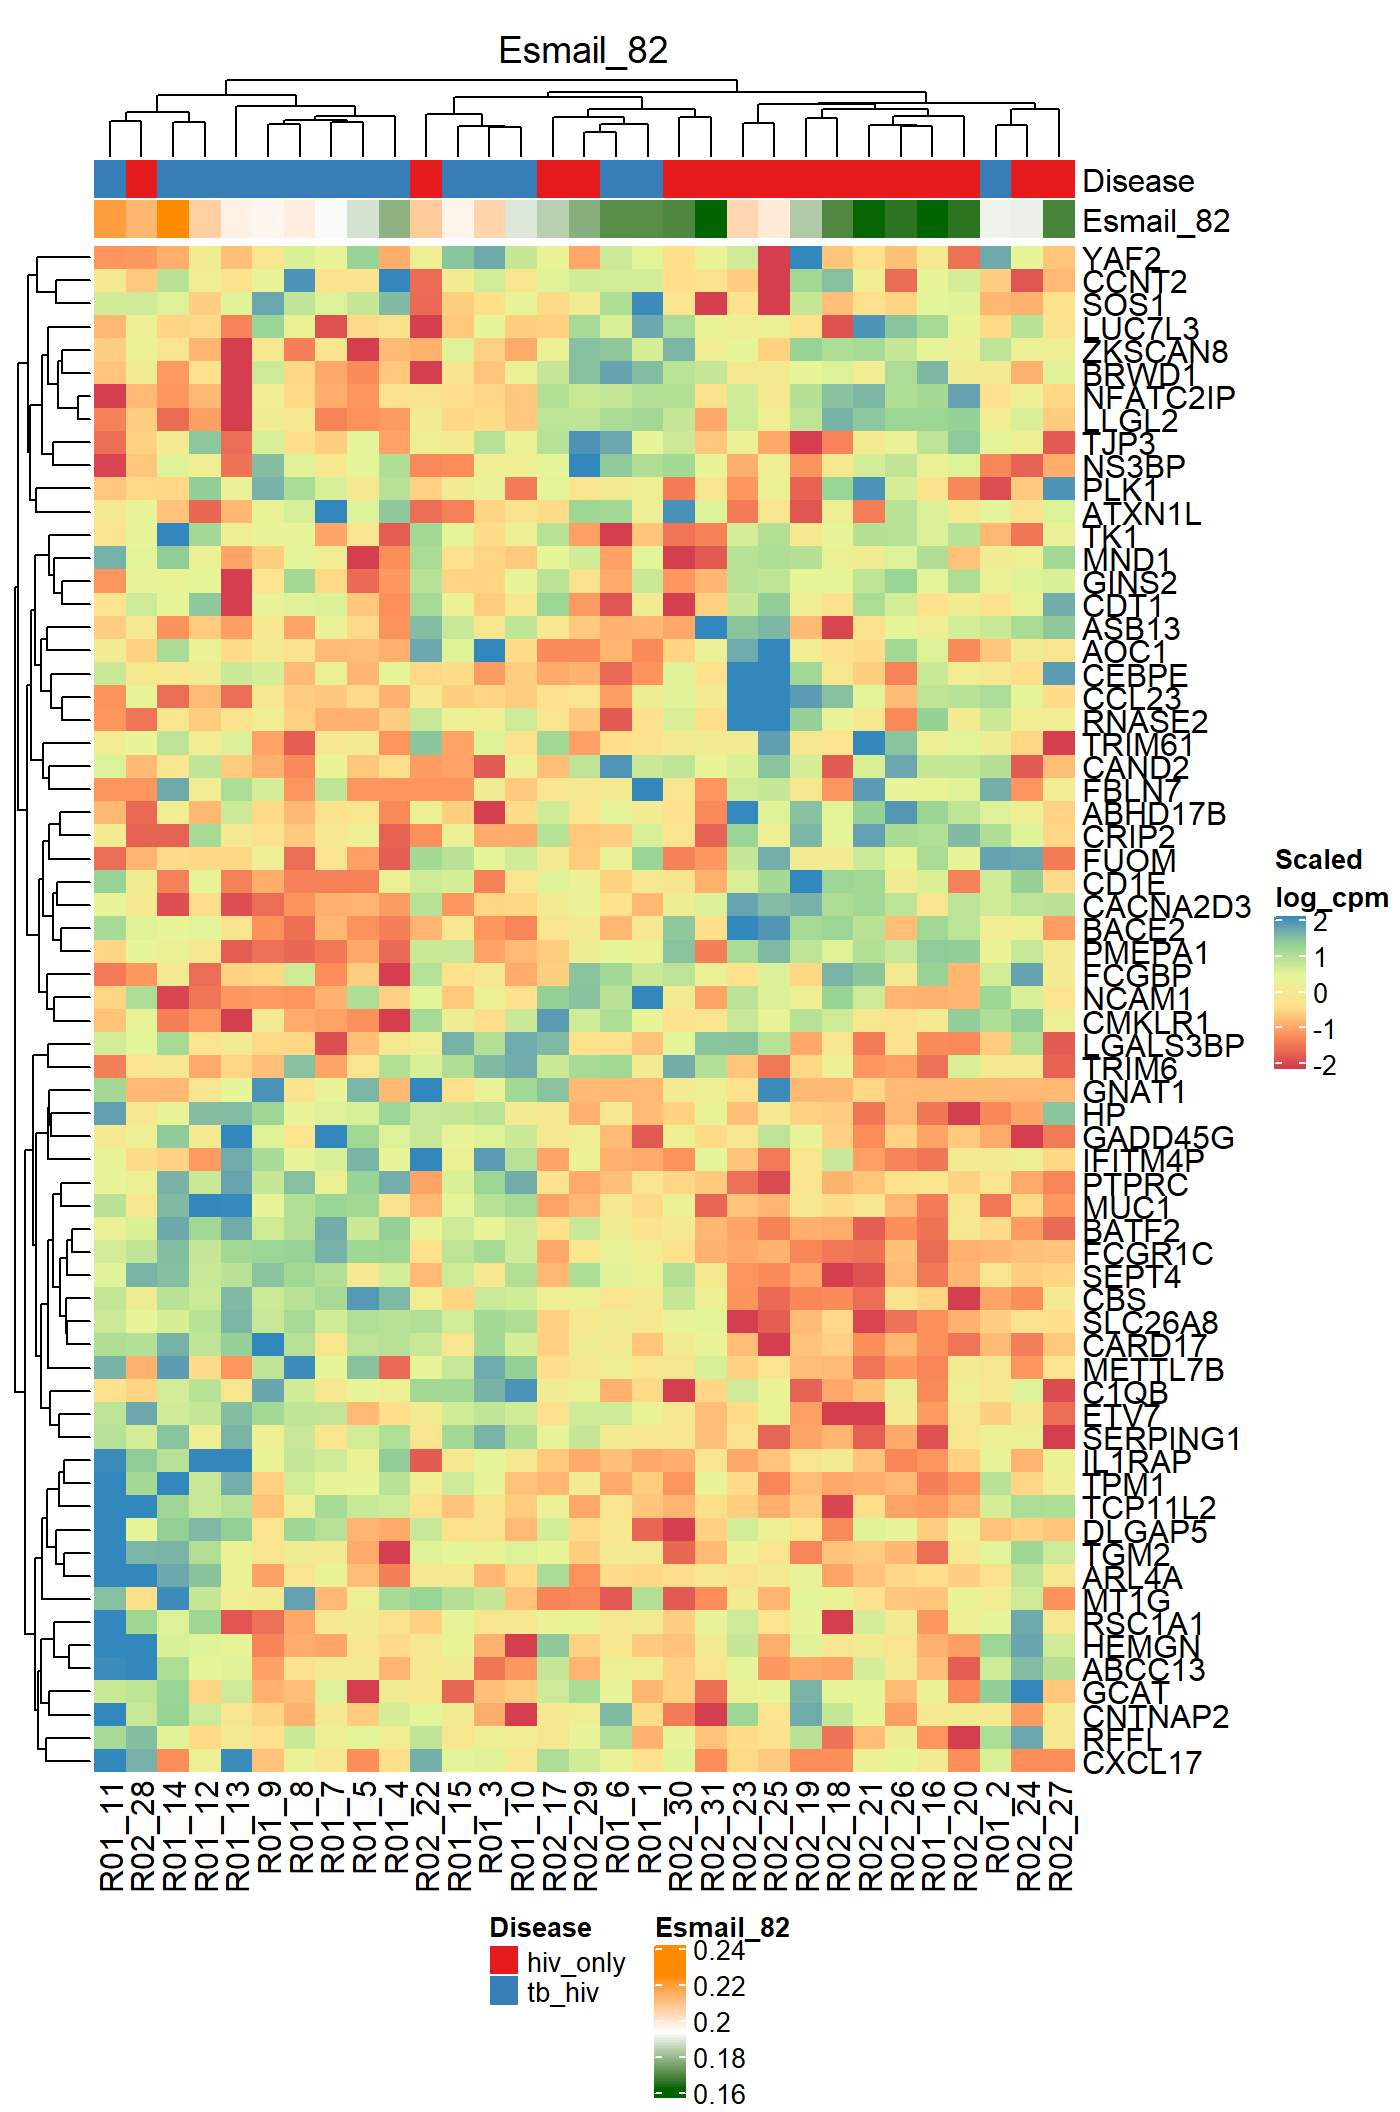 Esmail_82
Disease
Esmail_82
YAF2
CCNT2
SOS1
LUC7L3
ZKSCAN8
BRWD1
NFATC2IP
LLGL2
TJP3
NS3BP
PLK1
ATXN1L
TK1
MND1
GINS2
CDT1
ASB13
AOC1
CEBPE
CCL23
RNASE2
TRIM61
CAND2
FBLN7
ABHD17B
CRIP2
FUOM
CD1E
CACNA2D3
BACE2
PMEPA1
FCGBP
NCAM1
CMKLR1
LGALS3BP
TRIM6
GNAT1
HP
GADD45G
IFITM4P
PTPRC
MUC1
BATF2
FCGR1C
SEPT4
CBS
SLC26A8
CARD17
METTL7B
C1QB
ETV7
SERPING1
IL1RAP
TPM1
TCP11L2
DLGAP5
TGM2
ARL4A
MT1G
RSC1A1
HEMGN
ABCC13
GCAT
CNTNAP2
RFFL
CXCL17
Scaled
log_cpm
2
1
0
-1
-2
R01_11
R02_28
R01_14
R01_12
R01_13
R01_9
R01_8
R01_7
R01_5
R01_4
R02_22
R01_15
R01_3
R01_10
R02_17
R02_29
R01_6
R01_1
R02_30
R02_31
R02_23
R02_25
R02_19
R02_18
R02_21
R02_26
R01_16
R02_20
R01_2
R02_24
R02_27
Disease
hiv_only
tb_hiv
Esmail_82
0.24
0.22
0.2
0.18
0.16